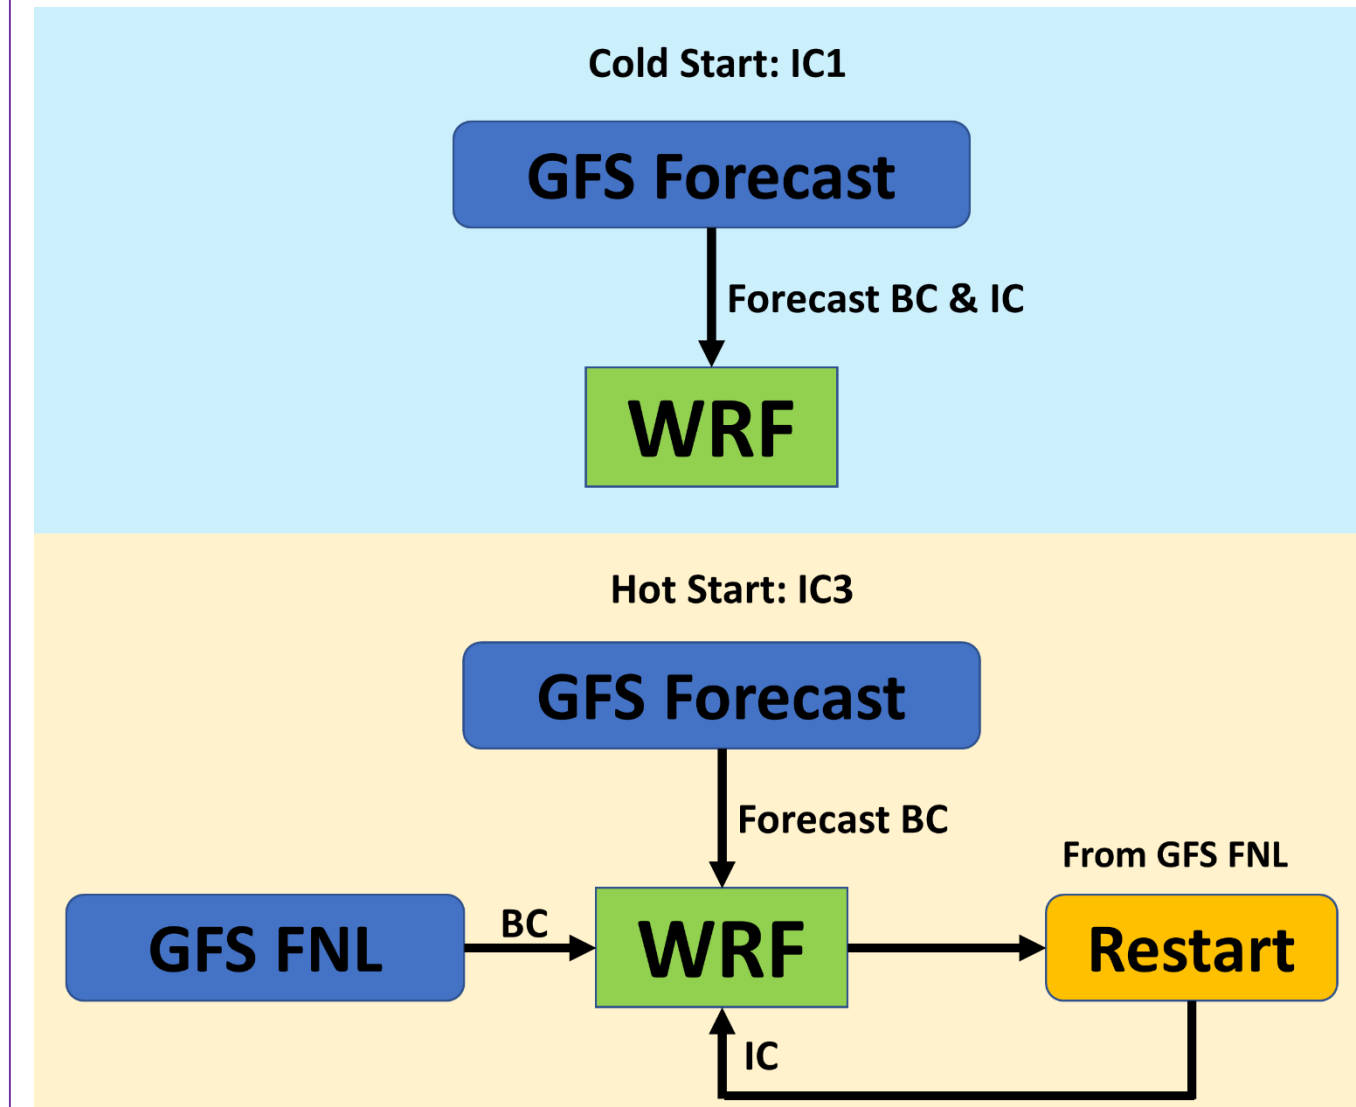 Cold Start: IC1
GFS Forecast
Forecast BC & IC
WRF
Hot Start: IC3
GFS Forecast
Forecast BC
From GFS FNL
GFS FNL
BC
WRF
Restart
IC